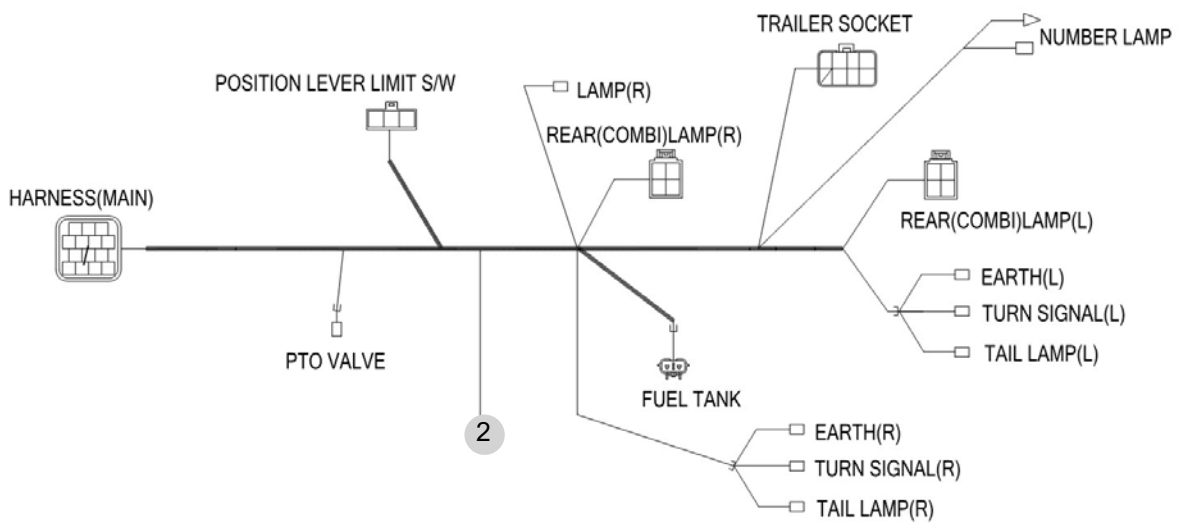 TRAILER SOCKET
NUMBER LAMP
POSITION LEVER LIMIT S/W
LAMP(R)
REAR(COMBI)LAMP(R)
HARNESS(MAIN)
REAR(COMBI)LAMP(L)
EARTH(L)
TURN SIGNAL(L)
TAIL LAMP(L)
PTO VALVE
FUEL TANK
2
EARTH(R)
TURN SIGNAL(R)
TAIL LAMP(R)